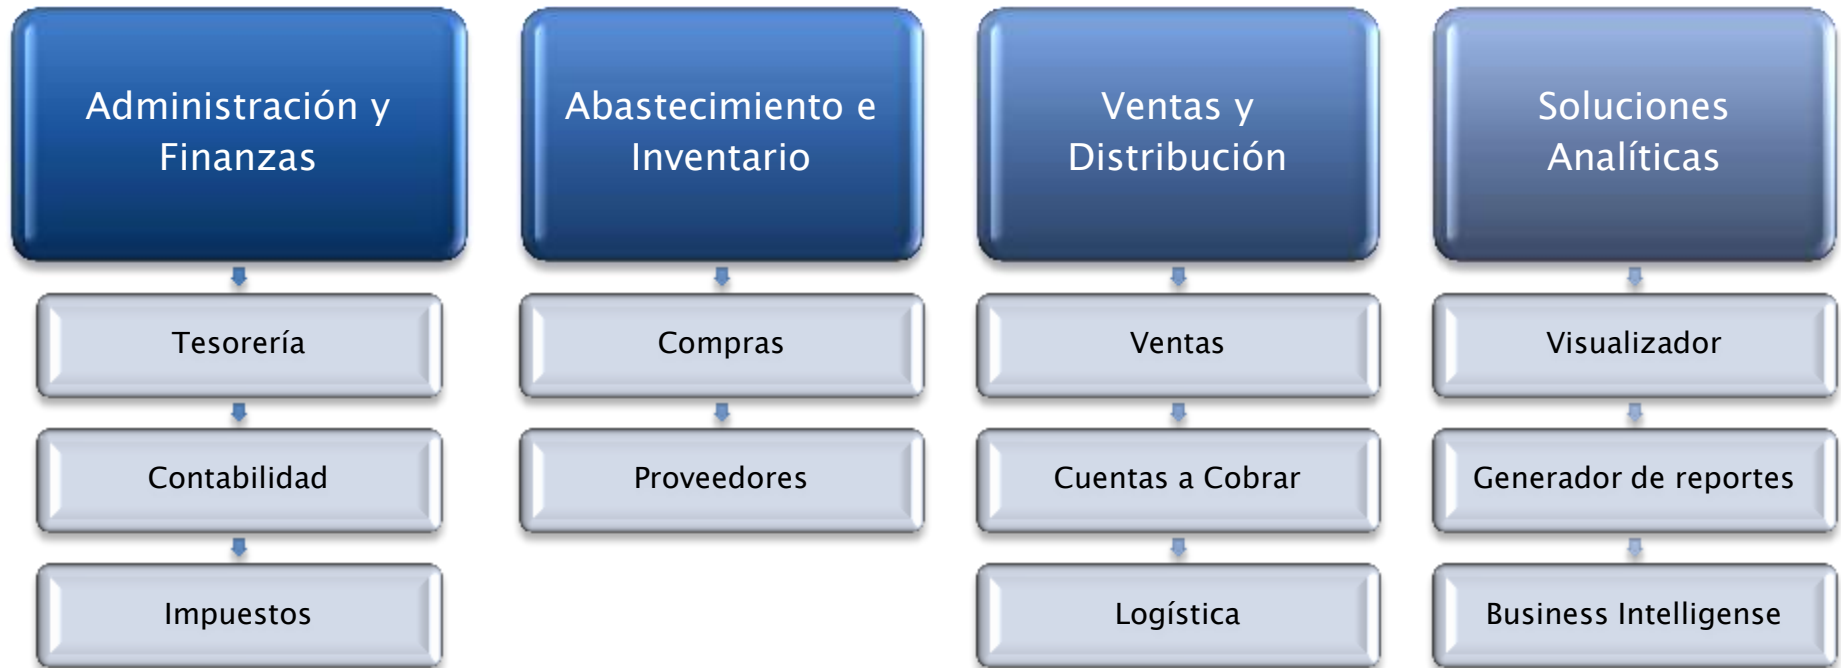 Administración y
Finanzas
Tesorería
Contabilidad
Impuestos
Abastecimiento e
Inventario
Compras
Proveedores
Ventas y
Distribución
Ventas
Cuentas a Cobrar
Logística
Soluciones
Analíticas
Visualizador
Generador de reportes
Business Intelligense